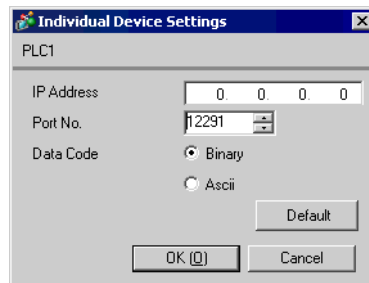 Individual Device Settings
PLC1
IP Address 0. 0. 0. 0
Port No. 12291
Data Code Binary
Ascii
Default
OK (O) Cancel